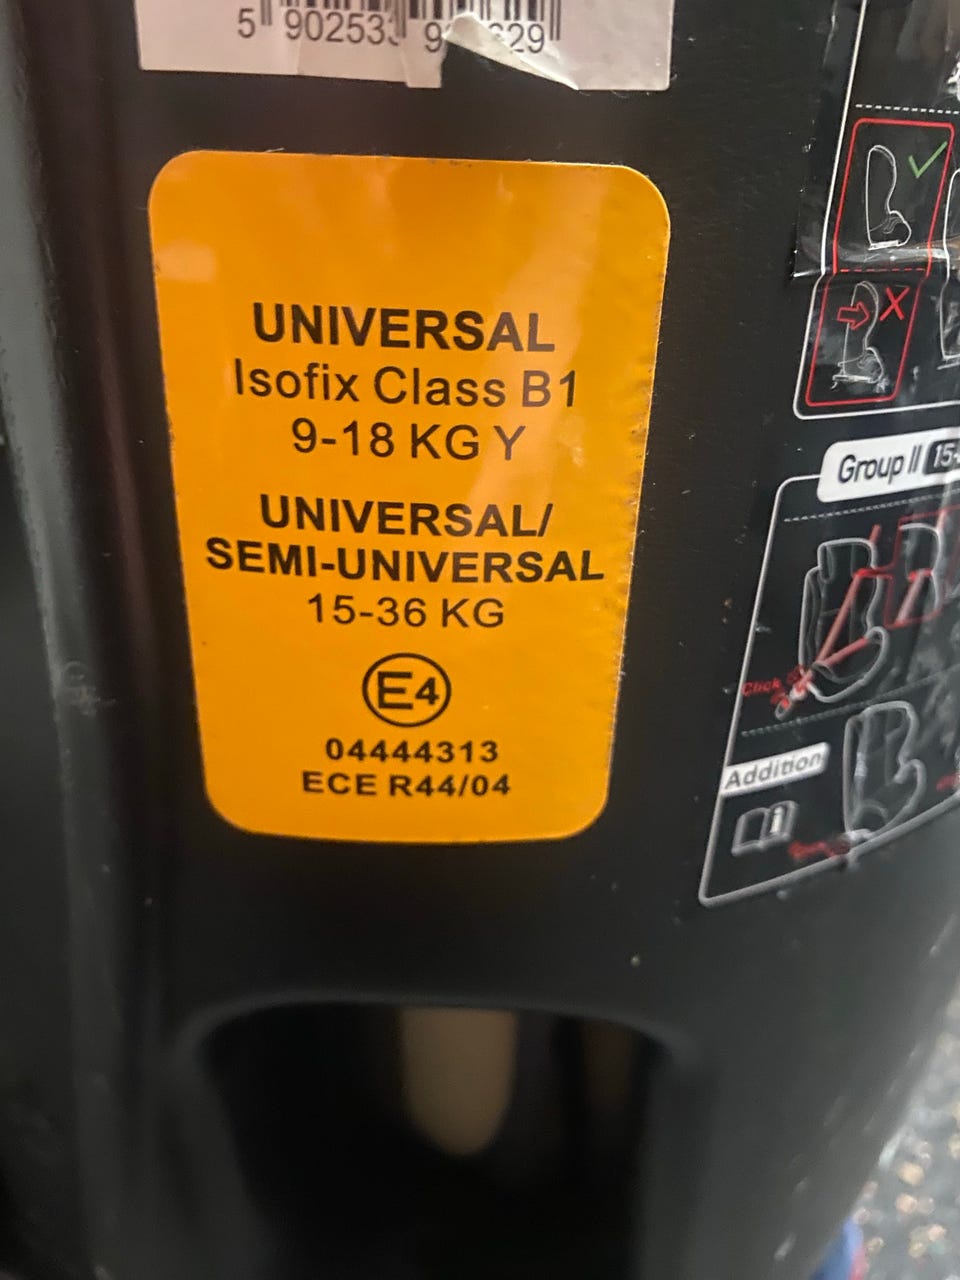 UNIVERSAL
Isofix Class B1
9-18 KG Y
UNIVERSAL/
SEMI-UNIVERSAL
15-36 KG
E4
04444313
ECE R44/04
Group II
Click
Addition
i